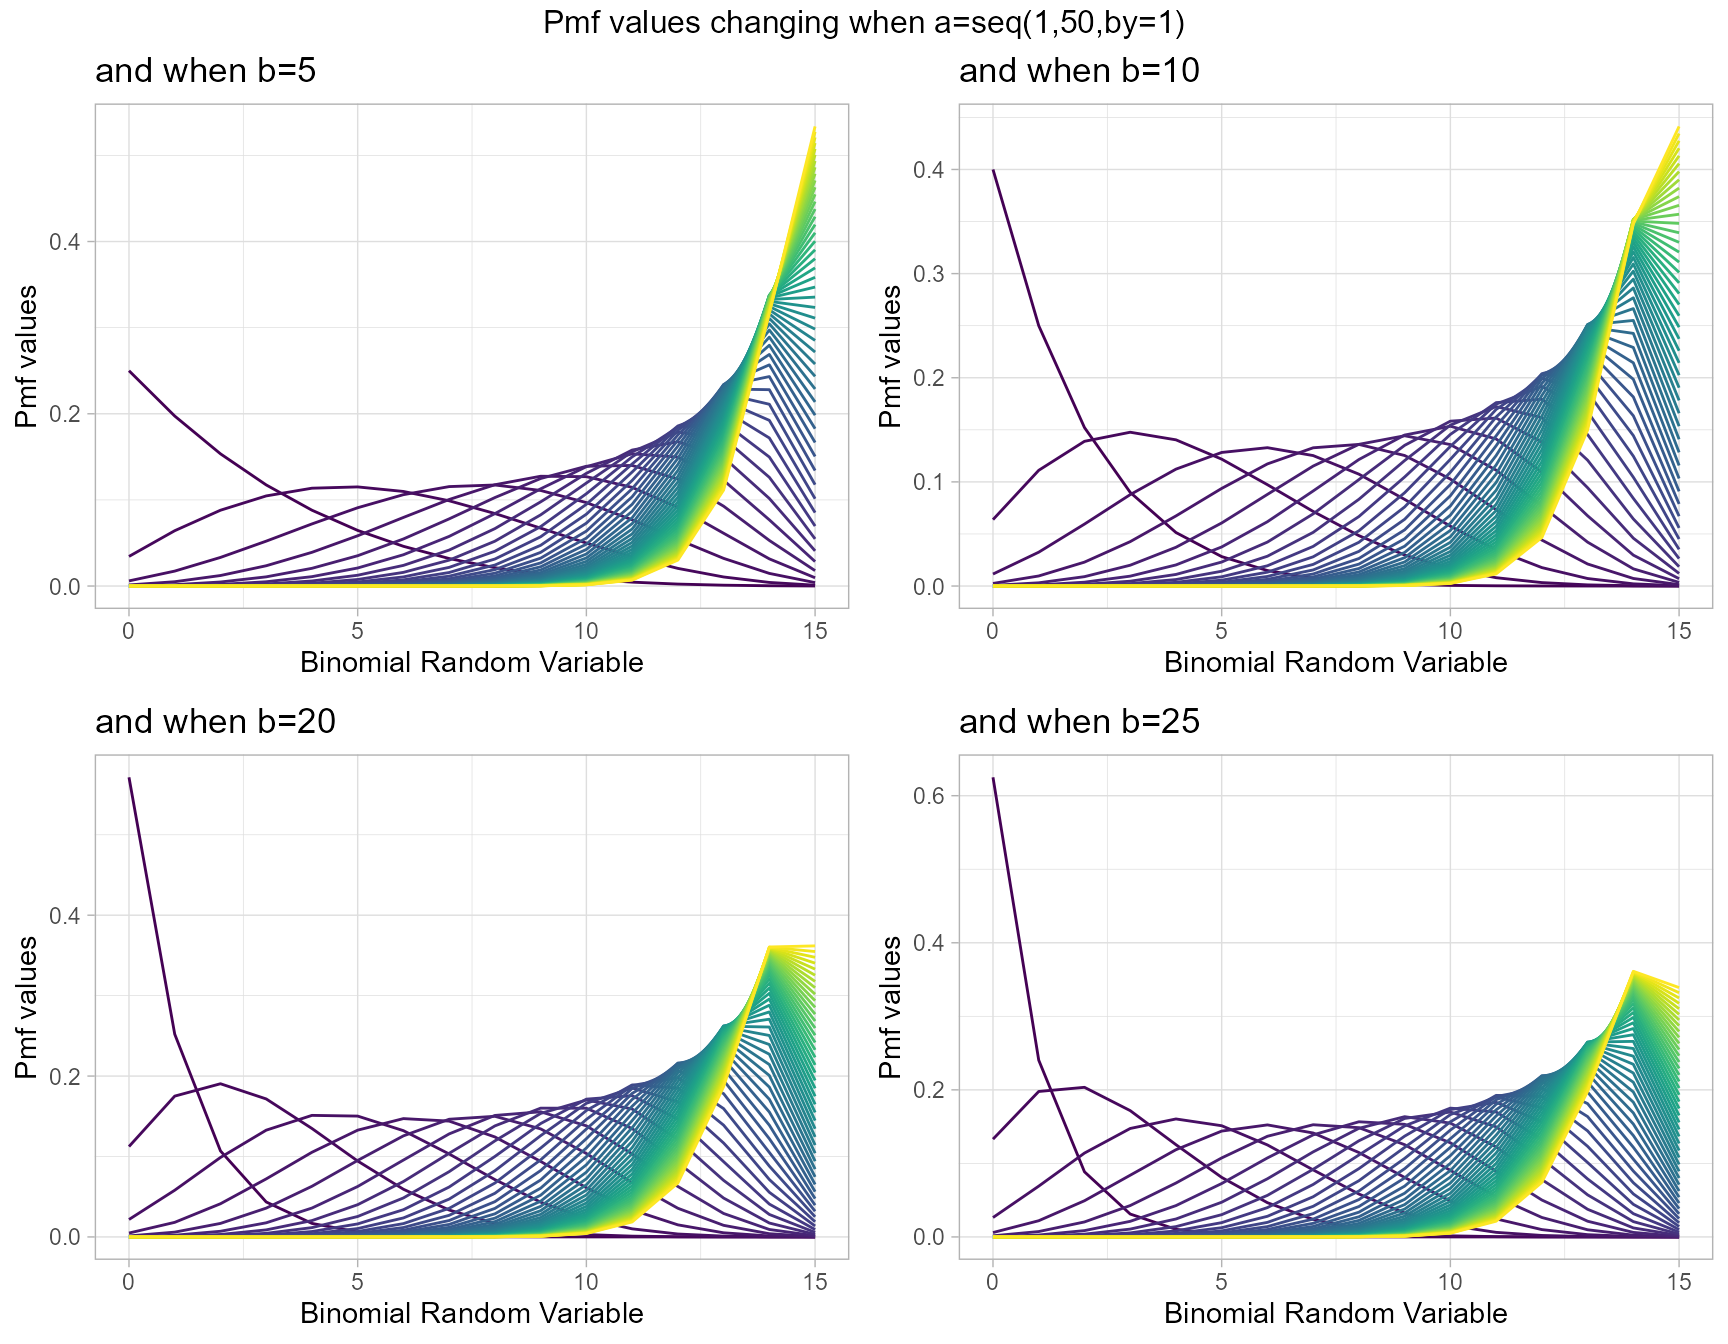 Pmf values changing when a=seq(1,50,by=1)
and when b=5
Pmf values
0.4
0.2
0.0
0 5 10 15
Binomial Random Variable
and when b=10
Pmf values
0.4
0.3
0.2
0.1
0.0
0 5 10 15
Binomial Random Variable
and when b=20
Pmf values
0.4
0.2
0.0
0 5 10 15
Binomial Random Variable
and when b=25
Pmf values
0.6
0.4
0.2
0.0
0 5 10 15
Binomial Random Variable